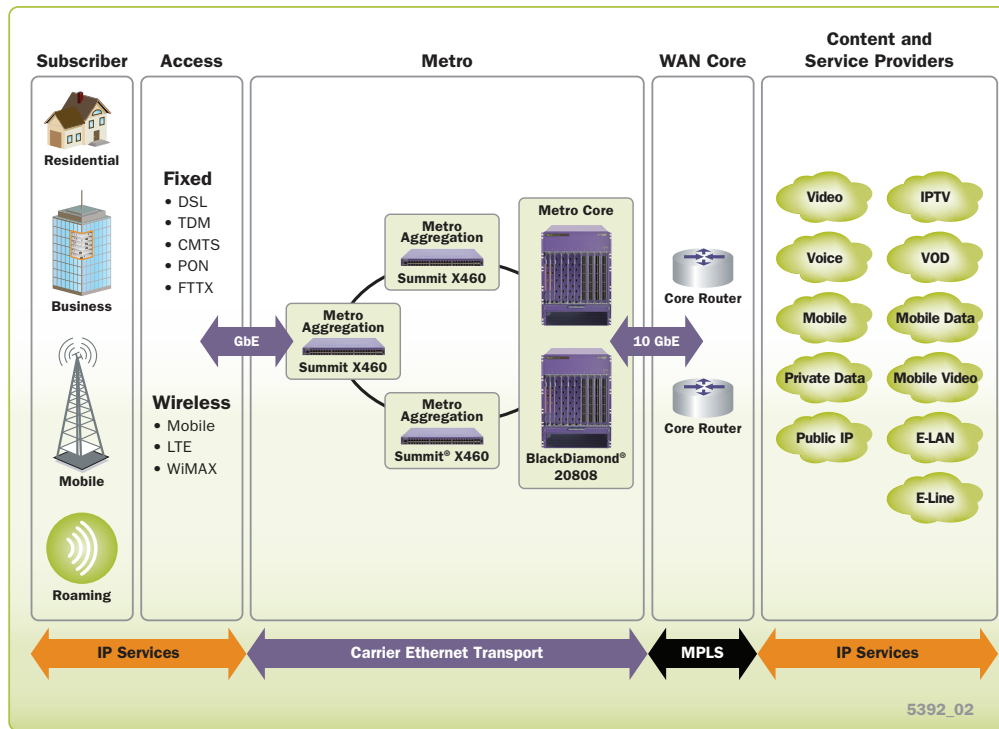 Subscriber
Access
Metro
WAN Core
Content and
Service Providers
Residential
Business
Mobile
Roaming
Fixed
• DSL
• TDM
• CMTS
• PON
• FTTX
Wireless
• Mobile
• LTE
• WiMAX
GbE
Metro
Aggregation
Summit X460
Metro
Aggregation
Summit X460
Metro
Aggregation
Summit® X460
Metro Core
BlackDiamond®
20808
10 GbE
Core Router
Core Router
Video
IPTV
Voice
VOD
Mobile
Mobile Data
Private Data
Mobile Video
Public IP
E-LAN
E-Line
IP Services
Carrier Ethernet Transport
MPLS
IP Services
5392_02